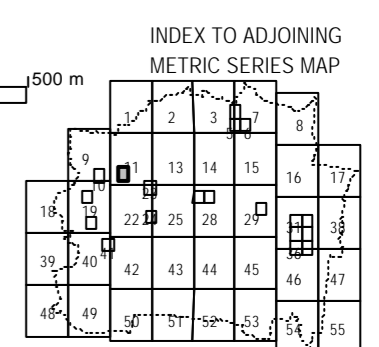 INDEX TO ADJOINING
METRIC SERIES MAP
500 m
1 2 3 5 6 7 8
9 11 13 14 15 16 17
10
18 19 22 25 28 29 31
39 40 41 42 43 44 45 46 47
48 49 50 51 52 53 54 55